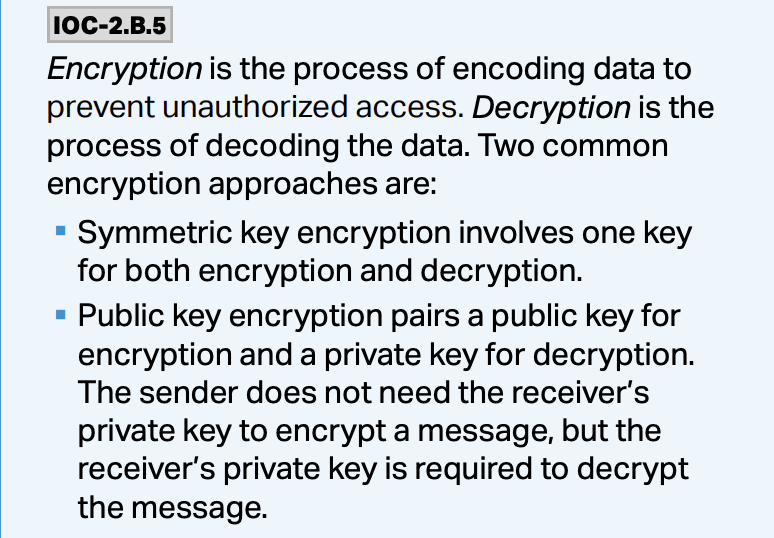 IOC-2.B.5
Encryption is the process of encoding data to
prevent unauthorized access. Decryption is the
process of decoding the data. Two common
encryption approaches are:
▪ Symmetric key encryption involves one key
for both encryption and decryption.
▪ Public key encryption pairs a public key for
encryption and a private key for decryption.
The sender does not need the receiver’s
private key to encrypt a message, but the
receiver’s private key is required to decrypt
the message.